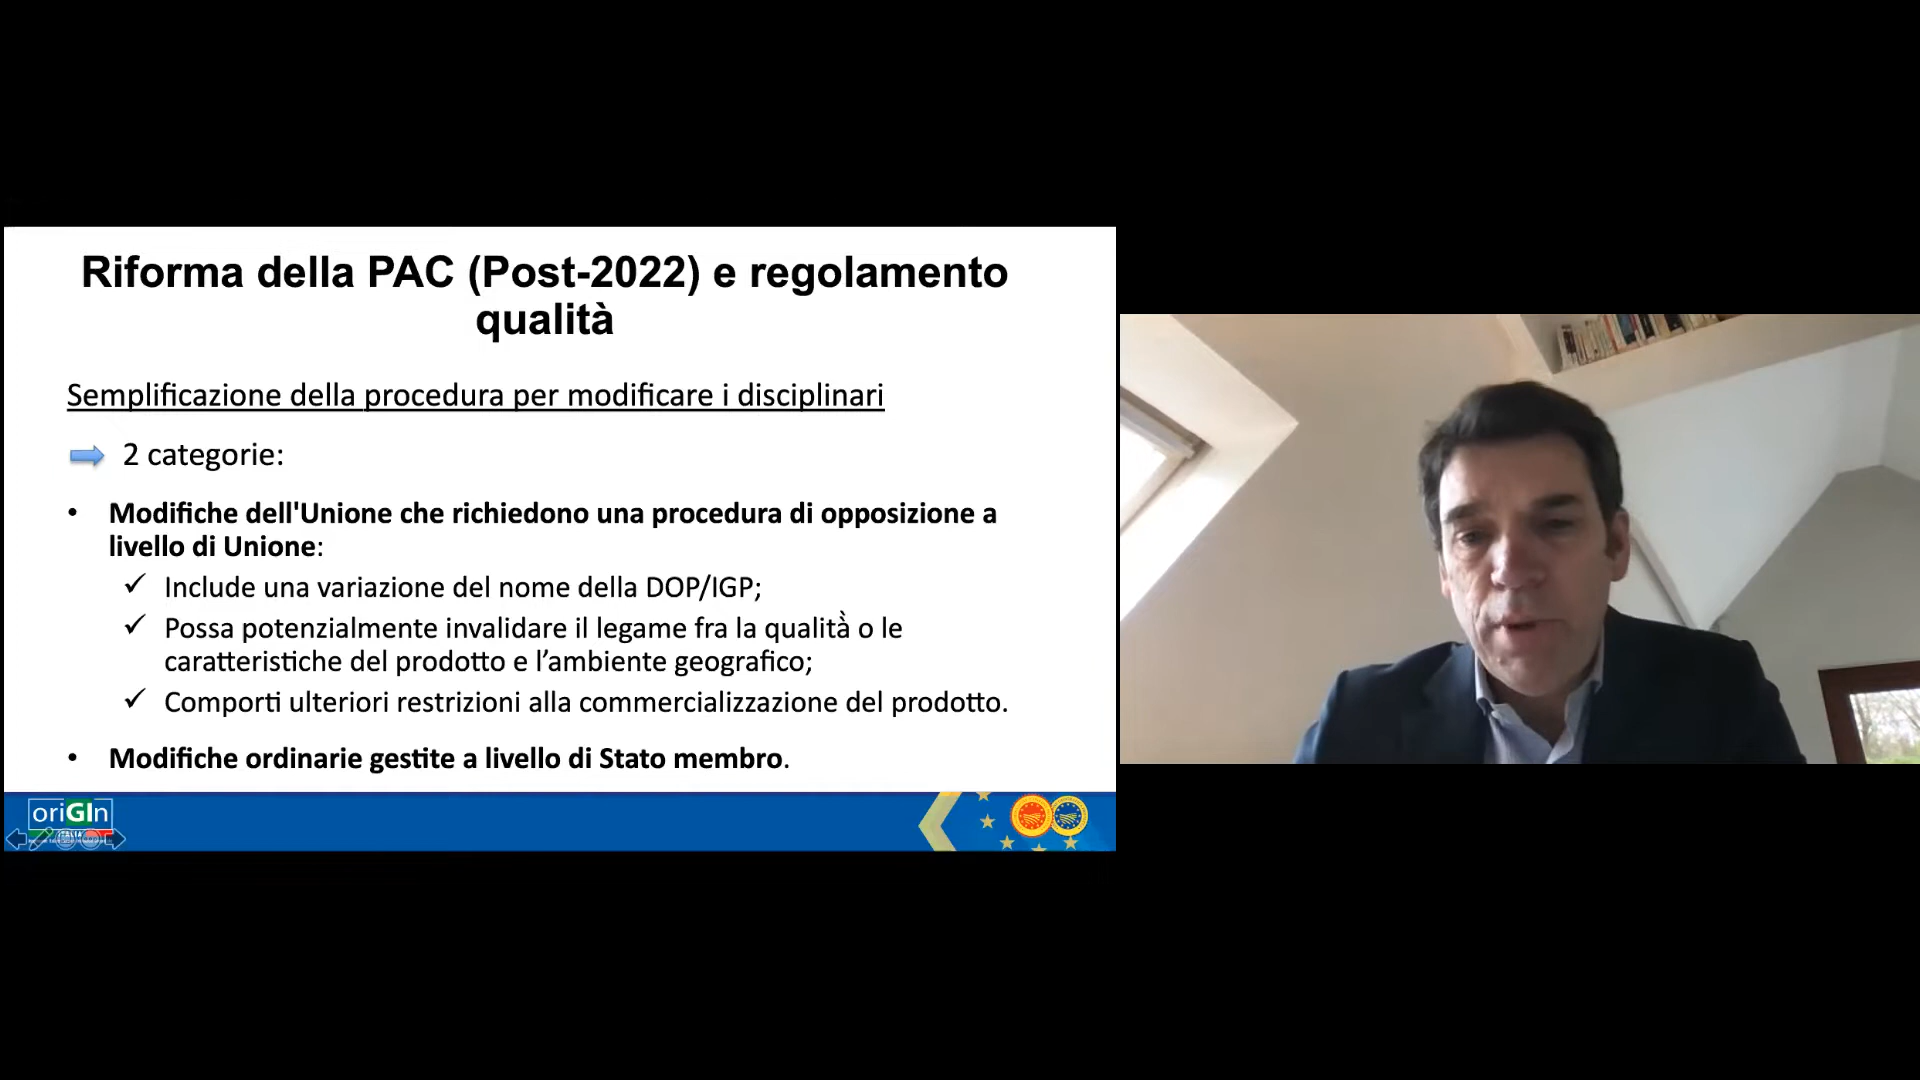 Riforma della PAC (Post-2022) e regolamento
qualità
Semplificazione della procedura per modificare i disciplinari
2 categorie:
• Modifiche dell'Unione che richiedono una procedura di opposizione a
livello di Unione:
✓ Include una variazione del nome della DOP/IGP;
✓ Possa potenzialmente invalidare il legame fra la qualità̀ o le
caratteristiche del prodotto e l’ambiente geografico;
✓ Comporti ulteriori restrizioni alla commercializzazione del prodotto.
• Modifiche ordinarie gestite a livello di Stato membro.
oriGIn
ITALIA